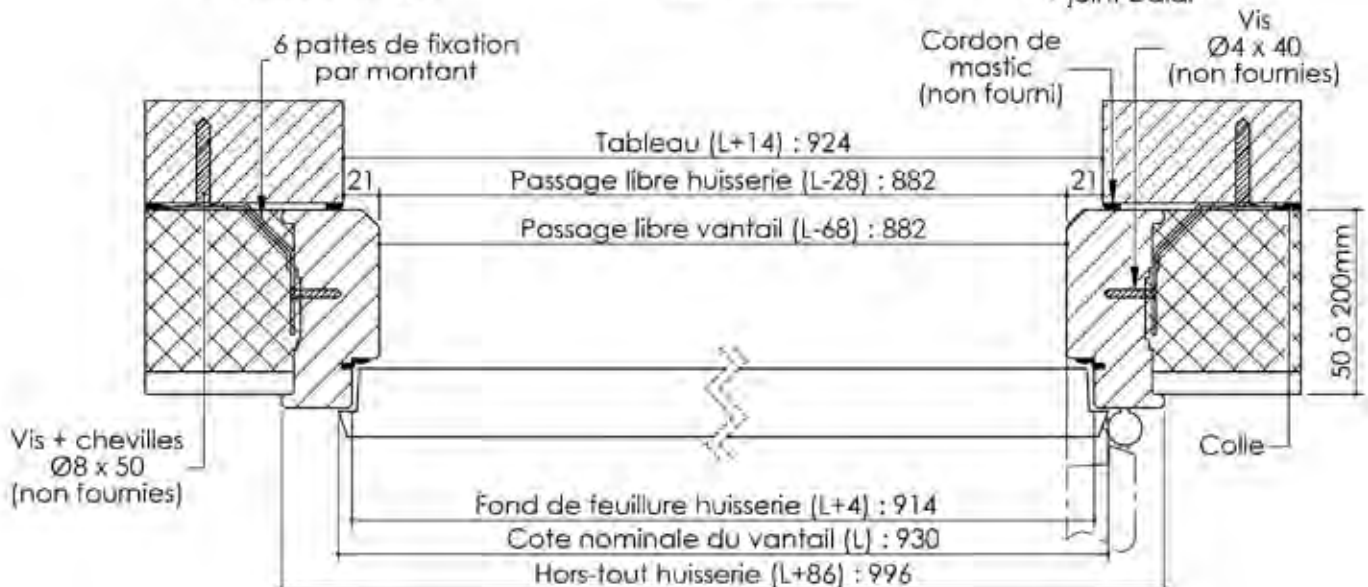 6 pattes de fixation
par montant
Cordon de
mastic
(non fourni)
Vis
Ø4 x 40
(non fournies)
Tableau (L+14) : 924
21
Passage libre huisserie (L-28) : 882
21
Passage libre vantail (L-68) : 882
50 à 200mm
Vis + chevilles
Ø8 x 50
(non fournies)
Colle
Fond de feuillure huisserie (L+4) : 914
Cote nominale du vantail (L) : 930
Hors-tout huisserie (L+86) : 996